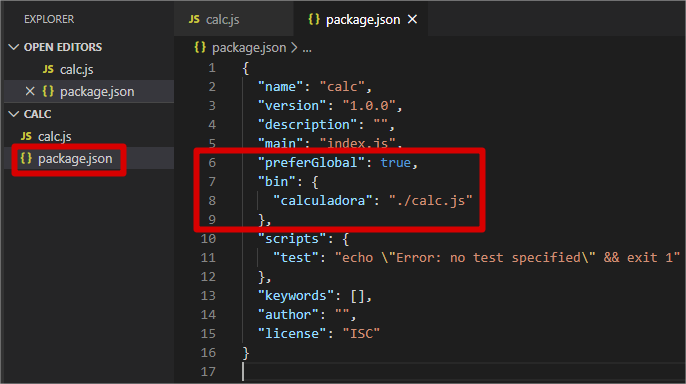 EXPLORER
OPEN EDITORS
JS calc.js
{} package.json
CALC
JS calc.js
{} package.json
JS calc.js
{} package.json
{} package.json > ...
1 {
2 "name": "calc",
3 "version": "1.0.0",
4 "description": "",
5 "main": "index.js",
6 "preferGlobal": true,
7 "bin": {
8 "calculadora": "./calc.js"
9 },
10 "scripts": {
11 "test": "echo \"Error: no test specified\" && exit 1"
12 },
13 "keywords": [],
14 "author": "",
15 "license": "ISC"
16 }
17